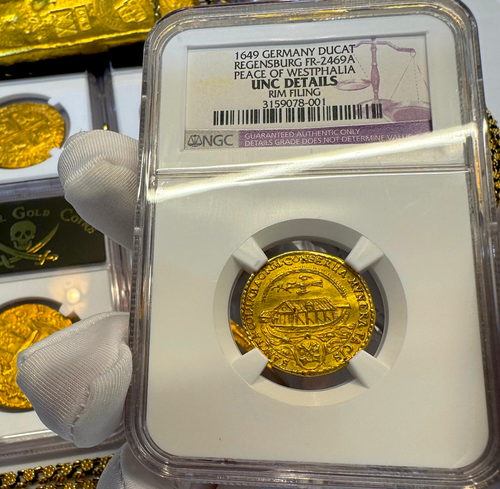 1649 GERMANY DUCAT
REGENSBURG FR-2469A
PEACE OF WESTPHALIA
UNC DETAILS
RIM FILING
3159078-001
NGC
GUARANTEED AUTHENTIC ONLY
DETAILS GRADE DOES NOT DETERMINE VALUE
GOLD COINS